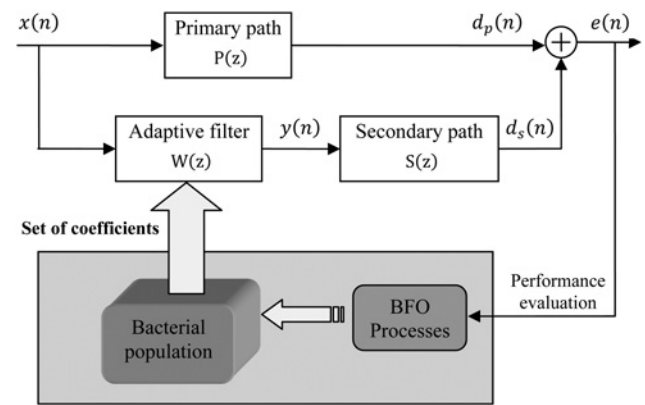 x(n)
Primary path
P(z)
d_p(n)
e(n)
+
Adaptive filter
W(z)
y(n)
Secondary path
S(z)
d_s(n)
Set of coefficients
Performance
evaluation
BFO
Processes
Bacterial
population